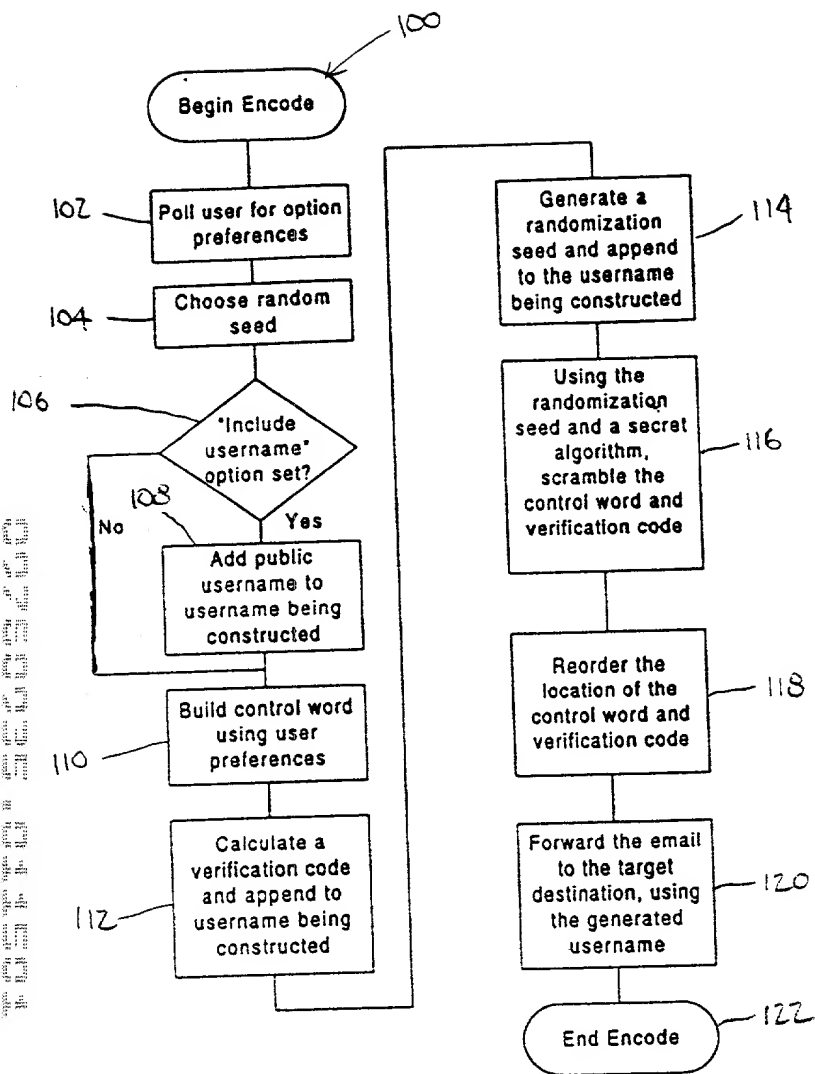 100
Begin Encode
102
Poll user for option
preferences
104
Choose random
seed
106
"Include
username"
option set?
108
No
Yes
Add public
username to
username being
constructed
110
Build control word
using user
preferences
112
Calculate a
verification code
and append to
username being
constructed
114
Generate a
randomization
seed and append
to the username
being constructed
116
Using the
randomization
seed and a secret
algorithm,
scramble the
control word and
verification code
118
Reorder the
location of the
control word and
verification code
120
Forward the email
to the target
destination, using
the generated
username
122
End Encode